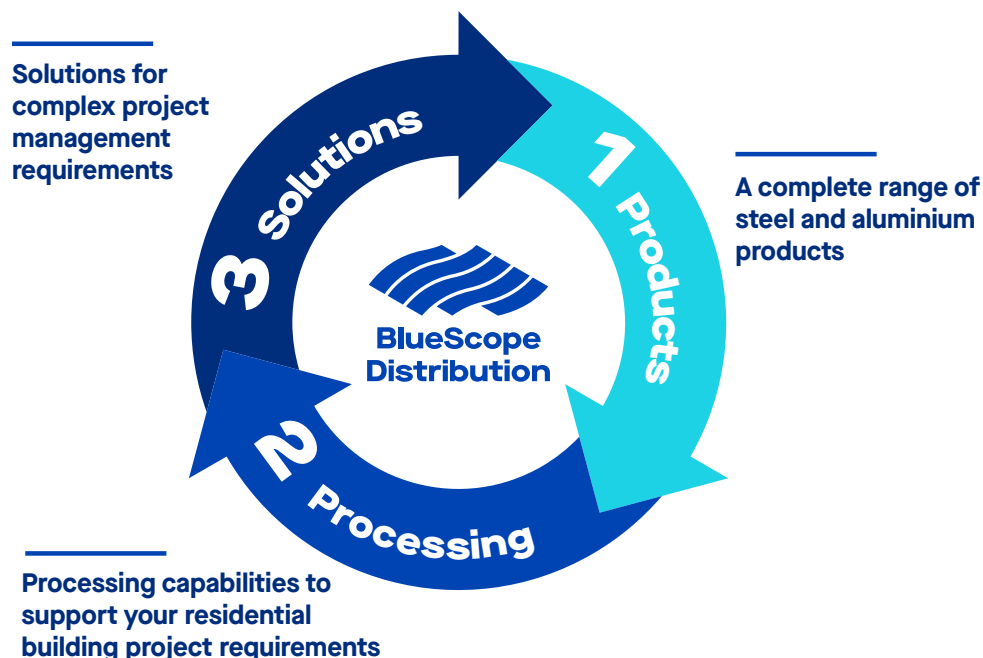 Solutions for
complex project
management
requirements
3 solutions
1 Products
A complete range of
steel and aluminium
products
BlueScope
Distribution
2 Processing
Processing capabilities to
support your residential
building project requirements